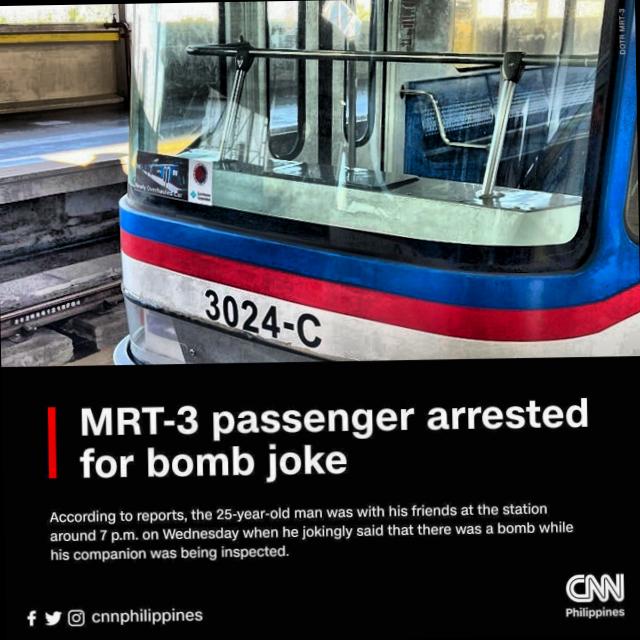 DOTR MRT-3
3024-C
MRT-3 passenger arrested
for bomb joke
According to reports, the 25-year-old man was with his friends at the station
around 7 p.m. on Wednesday when he jokingly said that there was a bomb while
his companion was being inspected.
CNN
Philippines
cnnphilippines